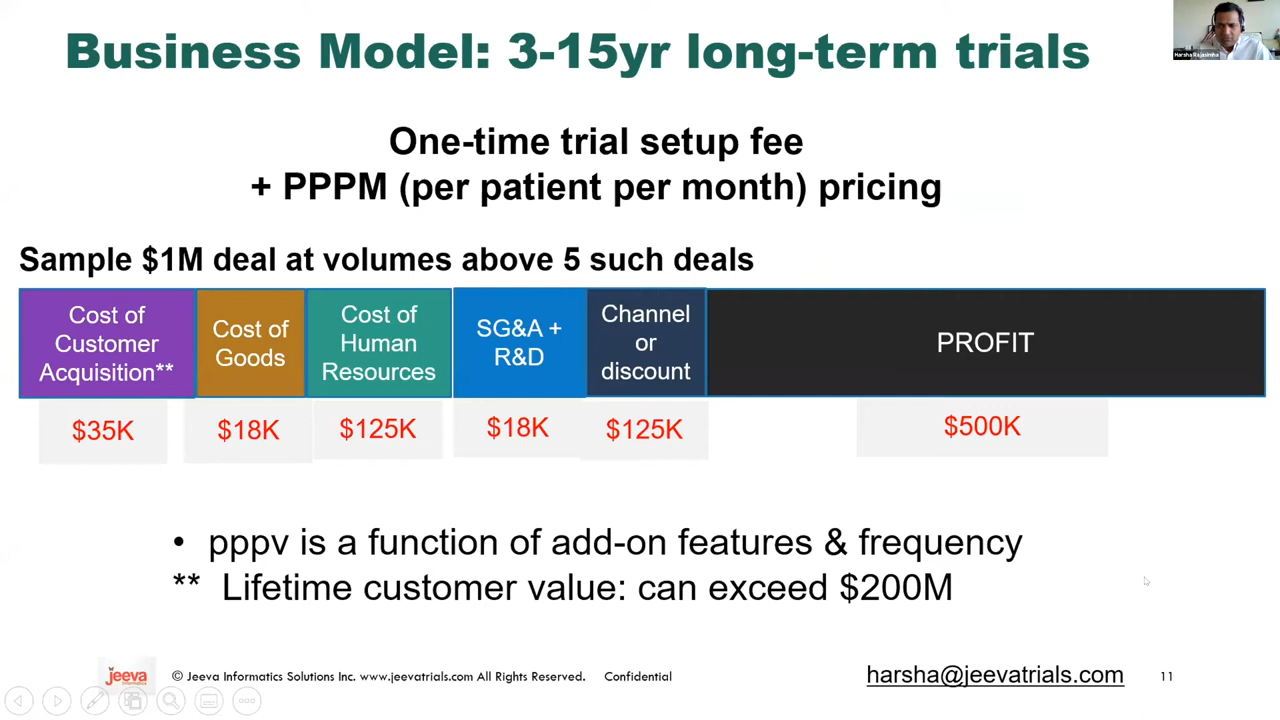 Business Model: 3-15yr long-term trials
Harsha Rajasimha
One-time trial setup fee
+ PPPM (per patient per month) pricing
Sample $1M deal at volumes above 5 such deals
Cost of
Customer
Acquisition**
Cost of
Goods
Cost of
Human
Resources
SG&A +
R&D
Channel
or
discount
PROFIT
$35K
$18K
$125K
$18K
$125K
$500K
• pppv is a function of add-on features & frequency
** Lifetime customer value: can exceed $200M
jeeva
© Jeeva Informatics Solutions Inc. www.jeevatrials.com All Rights Reserved. Confidential
harsha@jeevatrials.com
11